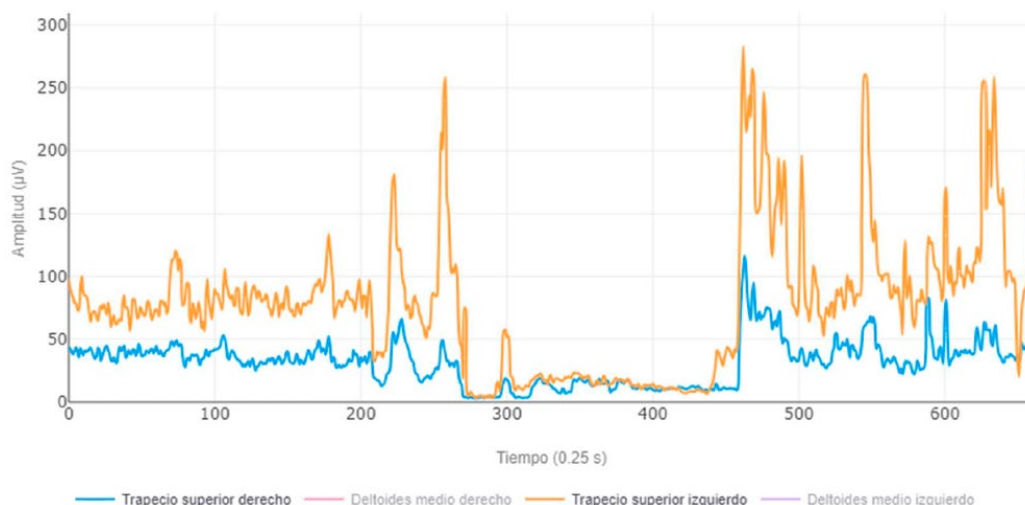 300
250
200
150
100
50
0
Amplitud (µV)
0 100 200 300 400 500 600
Tiempo (0.25 s)
Trapecio superior derecho Deltoides medio derecho Trapecio superior izquierdo Deltoides medio izquierdo